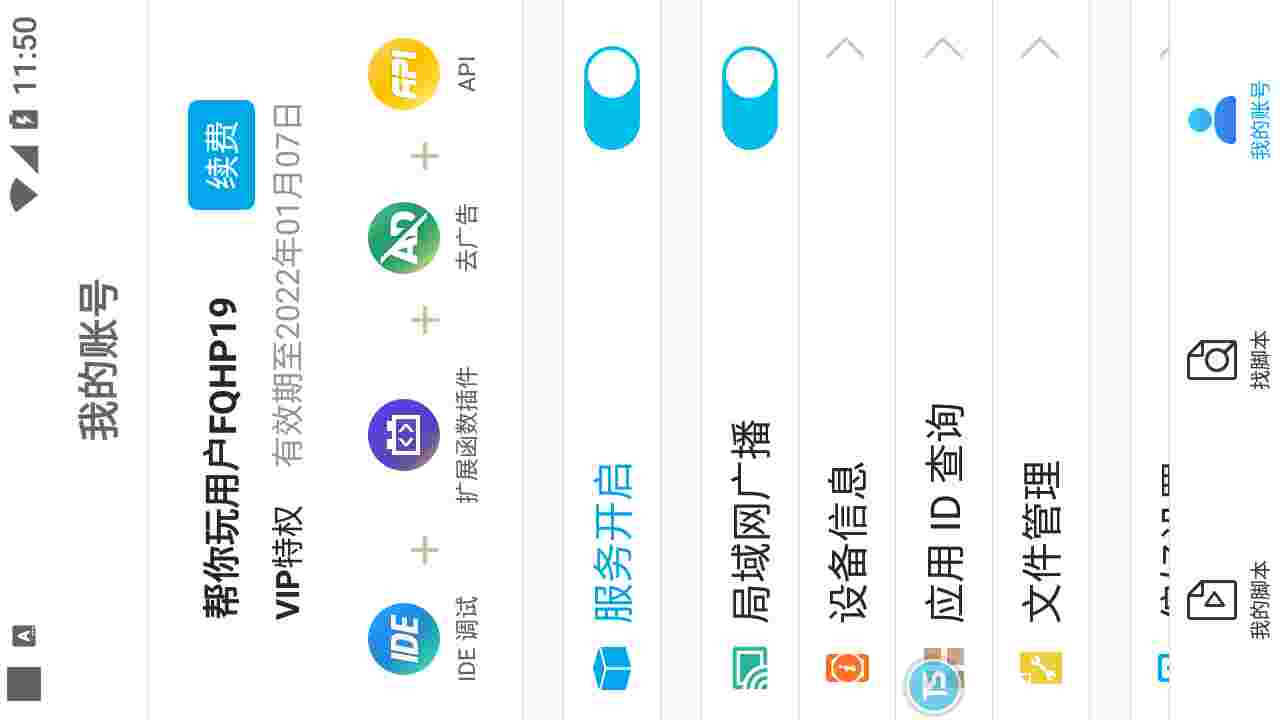 11:50
我的账号
帮你玩用户FQHP19
续费
VIP特权 有效期至2022年01月07日
IDE
API
IDE 调试
扩展函数插件
去广告
API
服务开启
局域网广播
设备信息
应用 ID 查询
文件管理
我的脚本
找脚本
我的账号